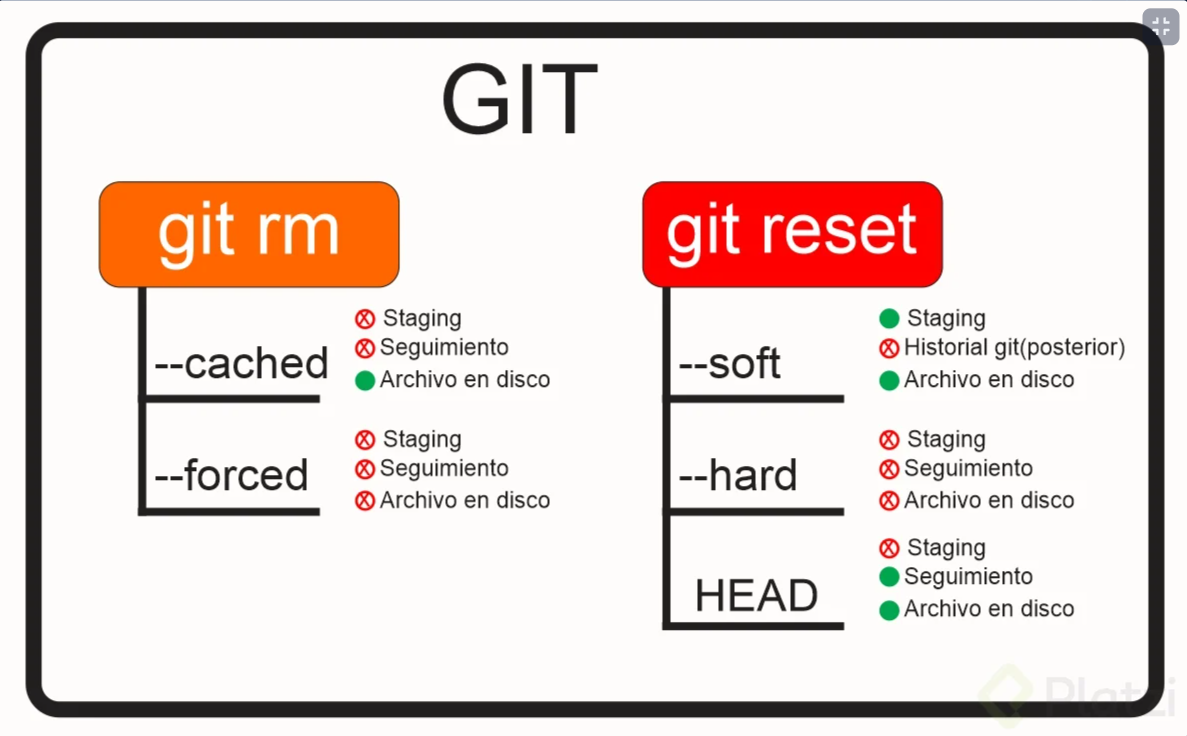 GIT
git rm
--cached
Staging
Seguimiento
Archivo en disco
--forced
Staging
Seguimiento
Archivo en disco
git reset
--soft
Staging
Historial git(posterior)
Archivo en disco
--hard
Staging
Seguimiento
Archivo en disco
HEAD
Staging
Seguimiento
Archivo en disco
Platzi